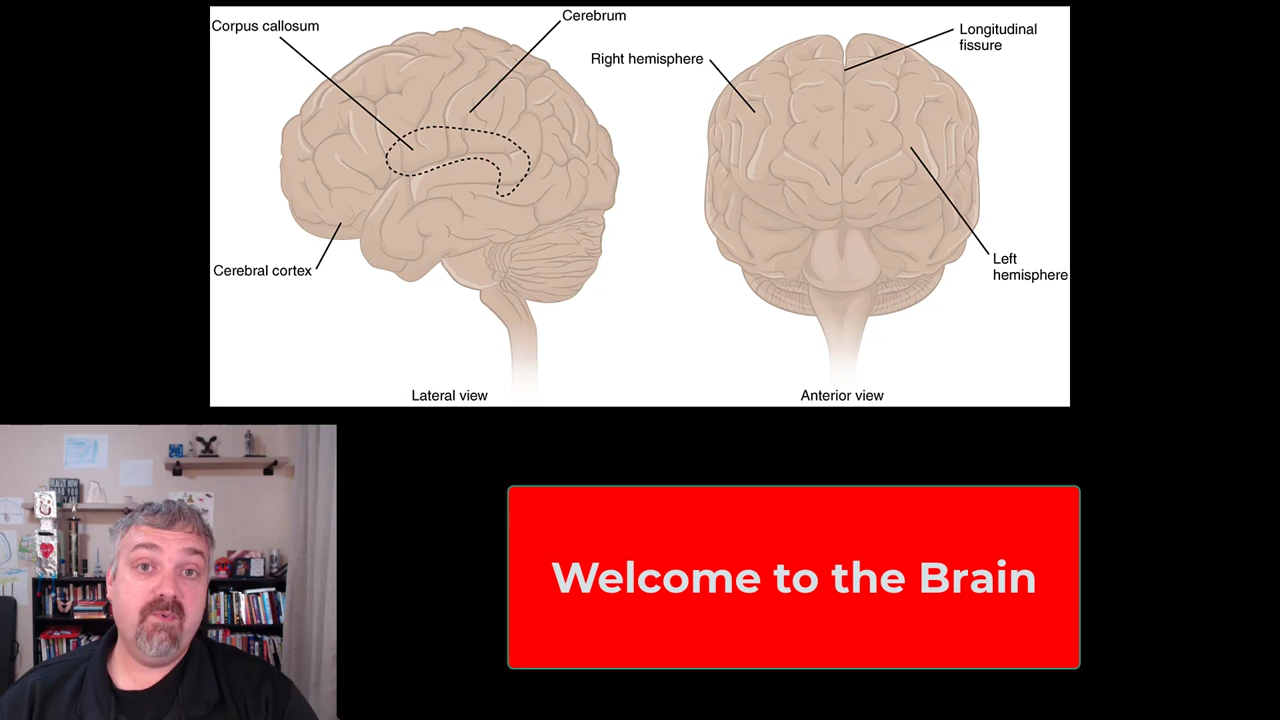 Corpus callosum
Cerebrum
Cerebral cortex
Lateral view
Right hemisphere
Longitudinal
fissure
Left
hemisphere
Anterior view
Welcome to the Brain